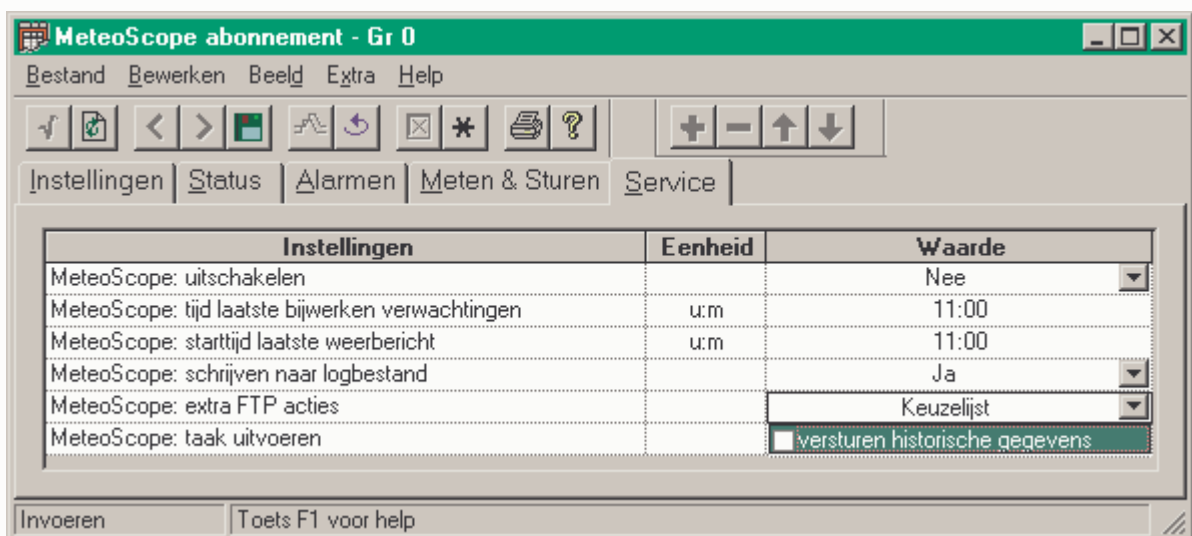 MeteoScope abonnement - Gr 0
Bestand Bewerken Beeld Extra Help
Instellingen Status Alarmen Meten & Sturen Service
Instellingen Eenheid Waarde
MeteoScope: uitschakelen Nee
MeteoScope: tijd laatste bijwerken verwachtingen u:m 11:00
MeteoScope: starttijd laatste weerbericht u:m 11:00
MeteoScope: schrijven naar logbestand Ja
MeteoScope: extra FTP acties Keuzelijst
MeteoScope: taak uitvoeren versturen historische gegevens
Invoeren Toets F1 voor help